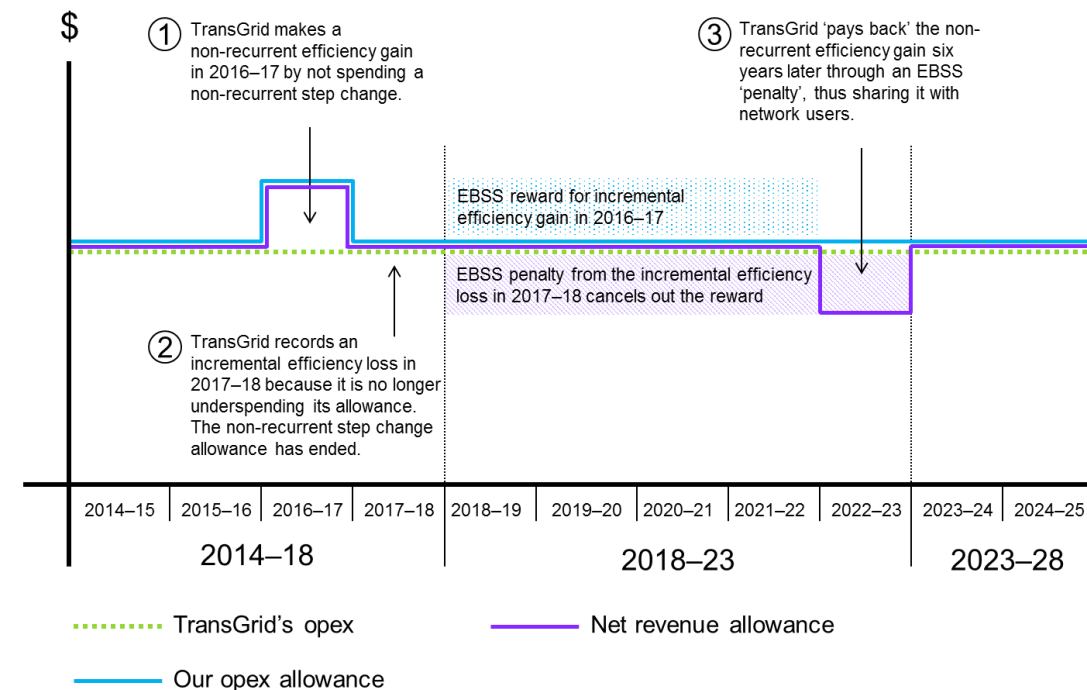 $
1
TransGrid makes a
non-recurrent efficiency gain
in 2016–17 by not spending a
non-recurrent step change.
3
TransGrid ‘pays back’ the non-
recurrent efficiency gain six
years later through an EBSS
‘penalty’, thus sharing it with
network users.
EBSS reward for incremental
efficiency gain in 2016–17
EBSS penalty from the incremental efficiency
loss in 2017–18 cancels out the reward
2
TransGrid records an
incremental efficiency loss in
2017–18 because it is no longer
underspending its allowance.
The non-recurrent step change
allowance has ended.
2014–15 2015–16 2016–17 2017–18 2018–19 2019–20 2020–21 2021–22 2022–23 2023–24 2024–25
2014–18 2018–23 2023–28
TransGrid’s opex
Net revenue allowance
Our opex allowance